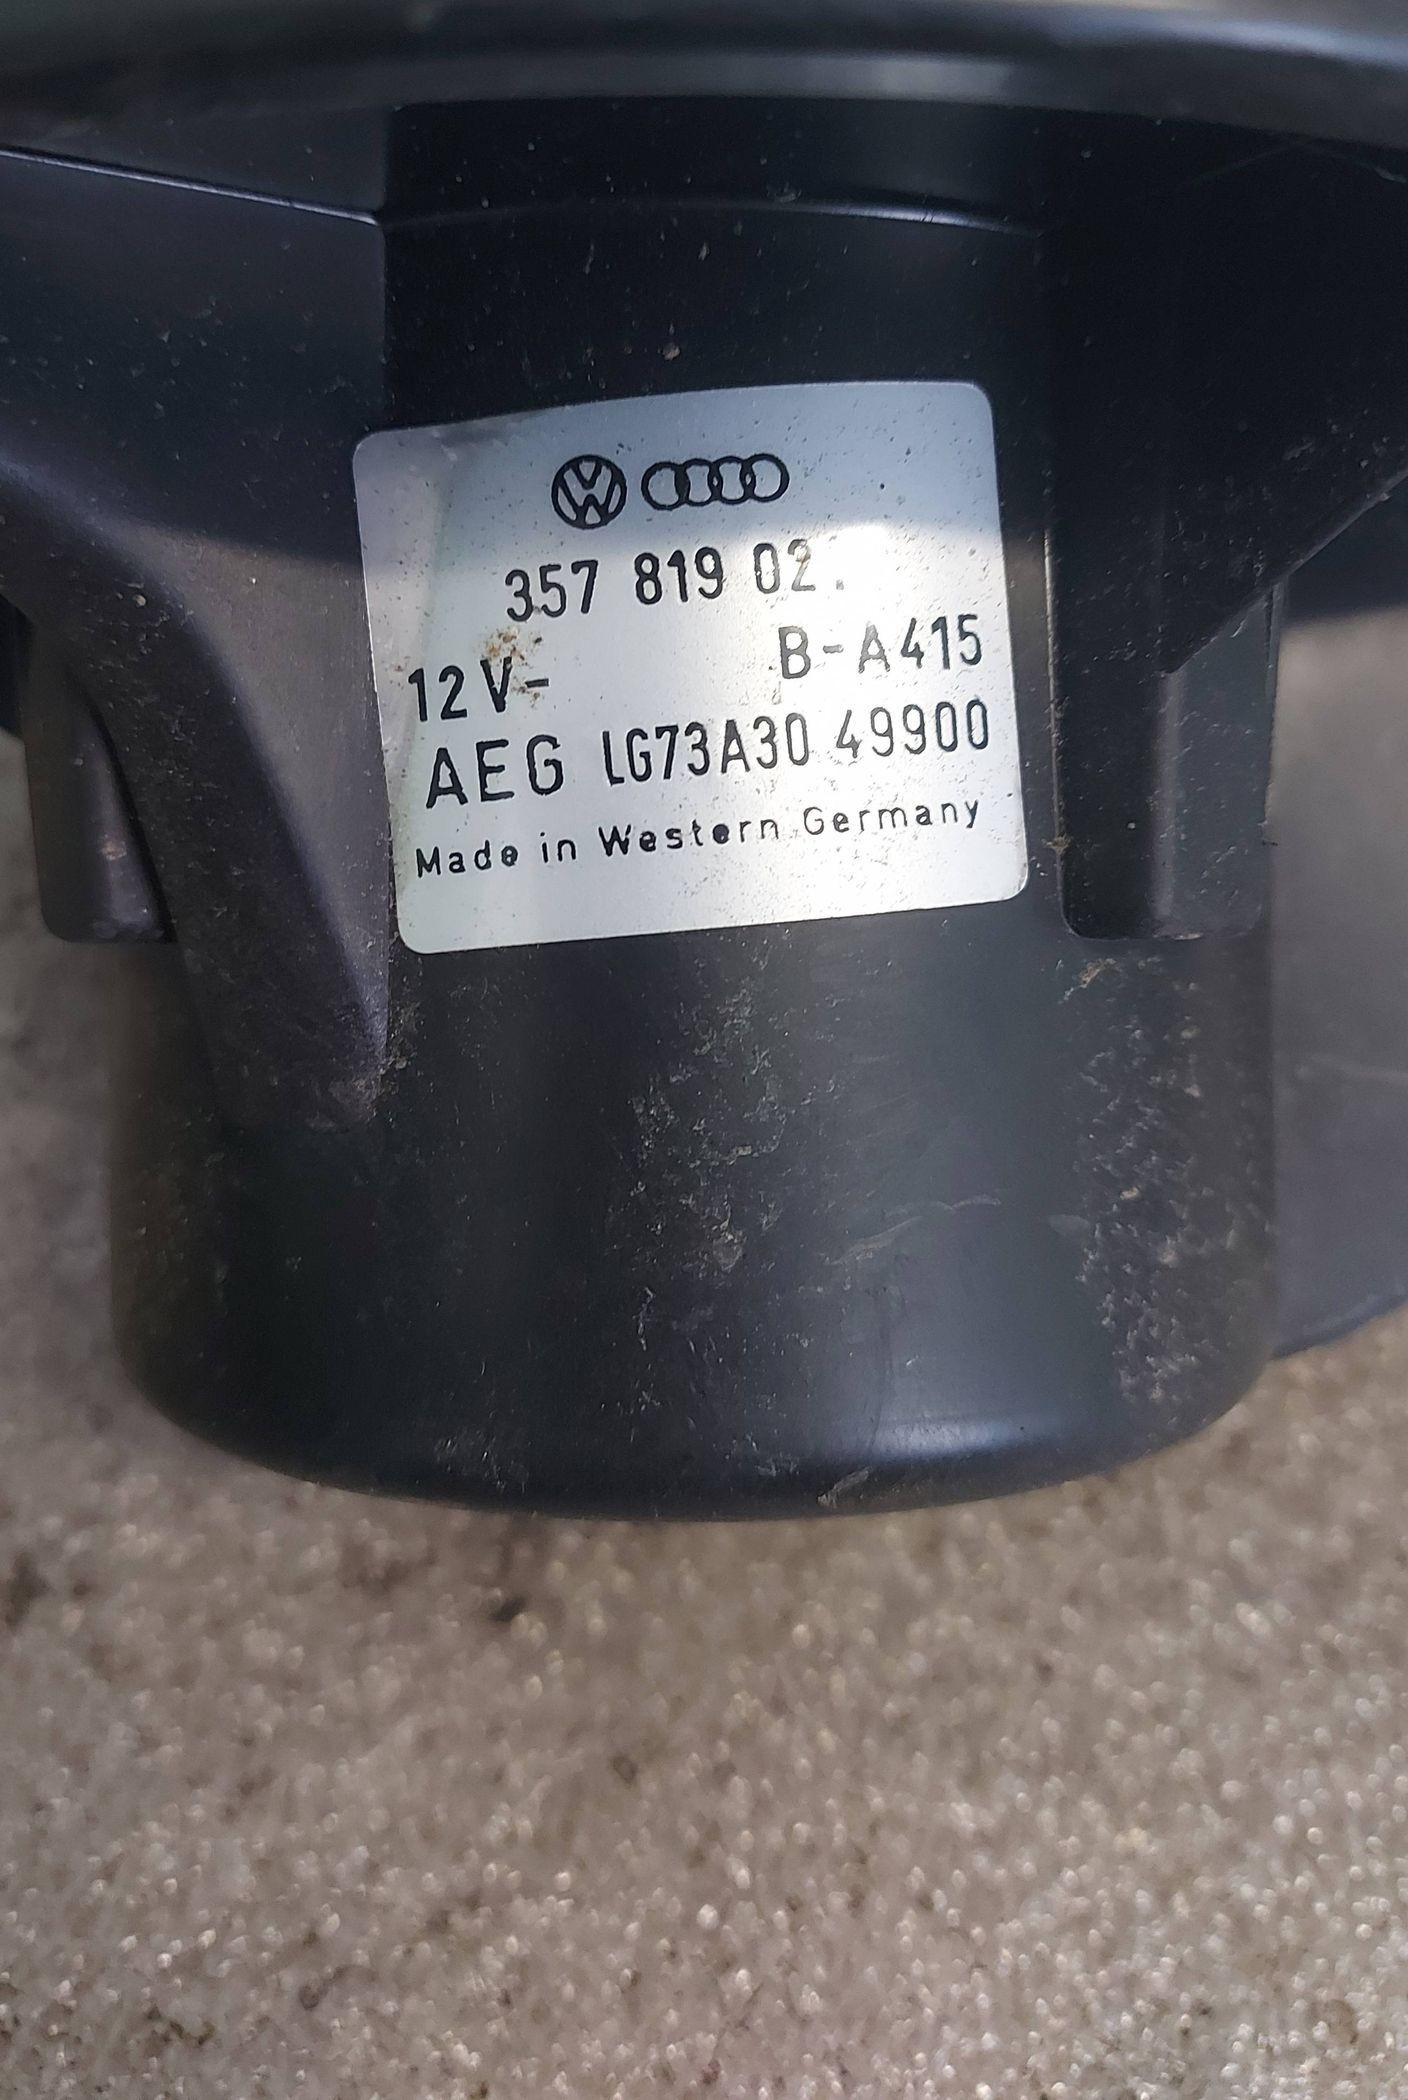 357 819 02
12V- B-A415
AEG LG73A30 49900
Made in Western Germany